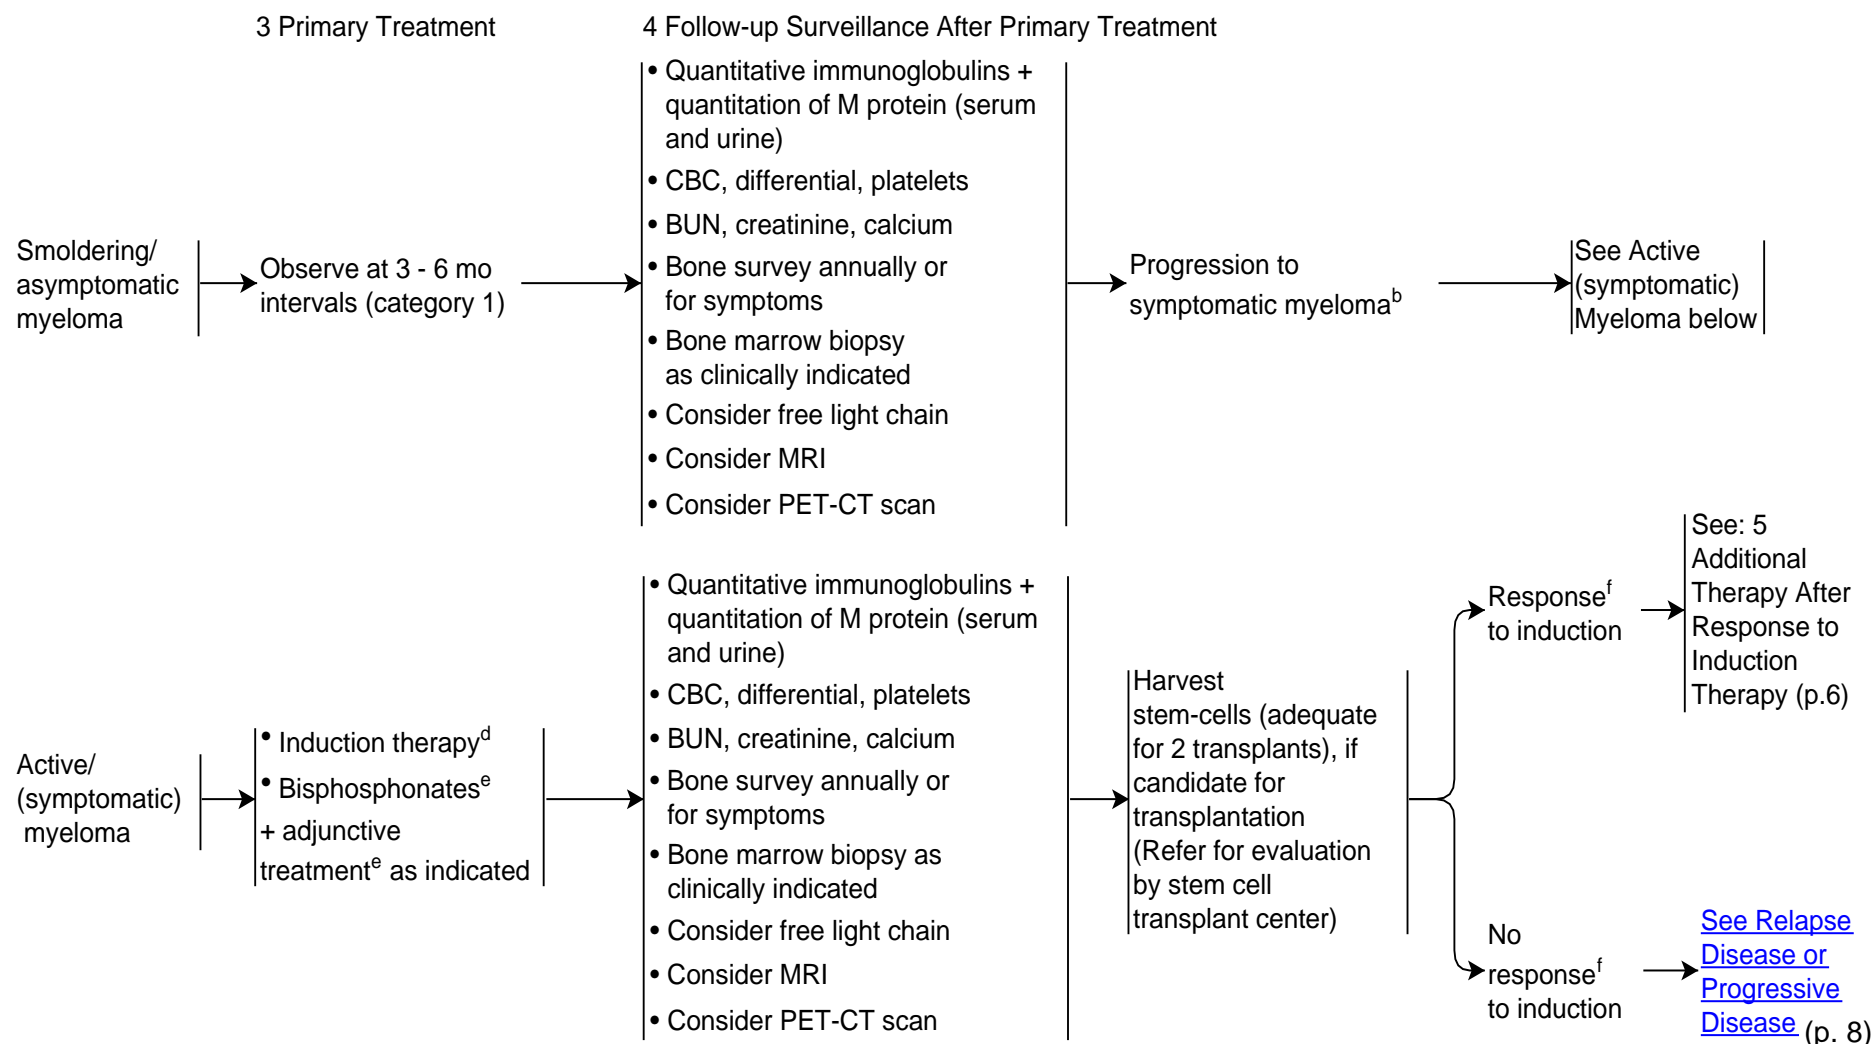 3 Primary Treatment
4 Follow-up Surveillance After Primary Treatment
Smoldering/
asymptomatic
myeloma
Observe at 3 - 6 mo
intervals (category 1)
• Quantitative immunoglobulins +
quantitation of M protein (serum
and urine)
• CBC, differential, platelets
• BUN, creatinine, calcium
• Bone survey annually or
for symptoms
• Bone marrow biopsy
as clinically indicated
• Consider free light chain
• Consider MRI
• Consider PET-CT scan
Progression to
symptomatic myelomaᵇ
See Active
(symptomatic)
Myeloma below
Active/
(symptomatic)
myeloma
• Induction therapyᵈ
• Bisphosphonatesᵉ
+ adjunctive
treatmentᵉ as indicated
• Quantitative immunoglobulins +
quantitation of M protein (serum
and urine)
• CBC, differential, platelets
• BUN, creatinine, calcium
• Bone survey annually or
for symptoms
• Bone marrow biopsy as
clinically indicated
• Consider free light chain
• Consider MRI
• Consider PET-CT scan
Harvest
stem-cells (adequate
for 2 transplants), if
candidate for
transplantation
(Refer for evaluation
by stem cell
transplant center)
Responseᶠ
to induction
See: 5
Additional
Therapy After
Response to
Induction
Therapy (p.6)
No
responseᶠ
to induction
See Relapse
Disease or
Progressive
Disease (p. 8)